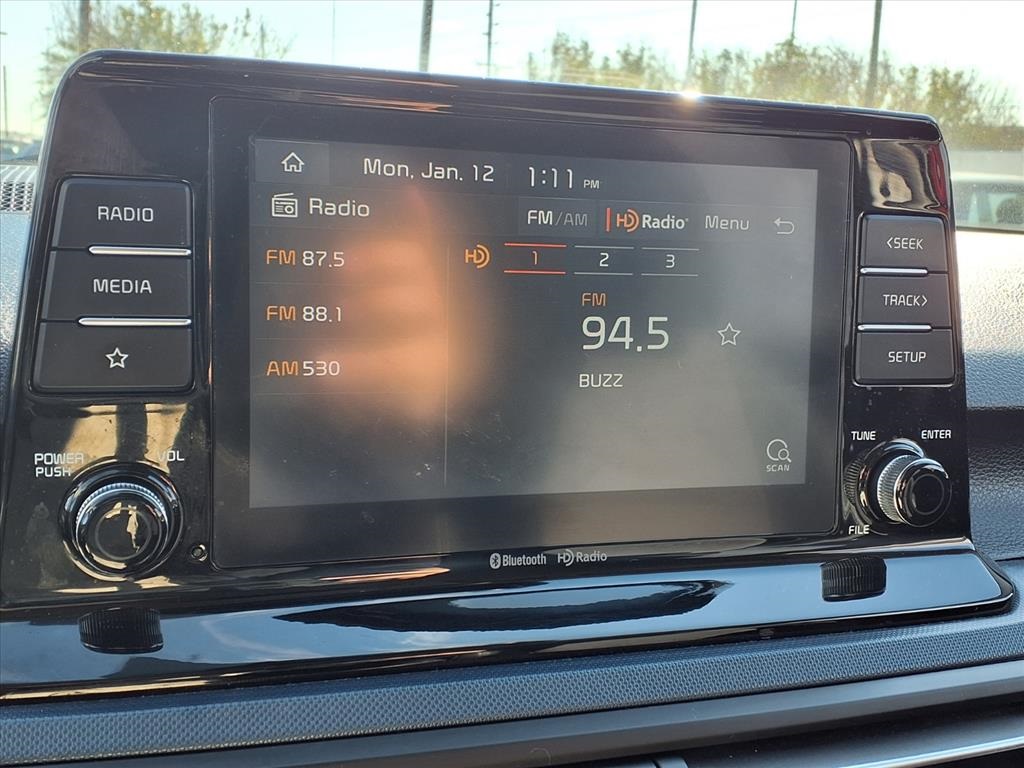 Mon, Jan. 12 1:11 PM
Radio FM/AM HD Radio Menu
FM 87.5
FM 88.1
AM 530
HD 1 2 3
FM
94.5
BUZZ
SCAN
RADIO
MEDIA
POWER
PUSH
VOL
<SEEK
TRACK>
SETUP
TUNE
ENTER
FILE
Bluetooth HD Radio